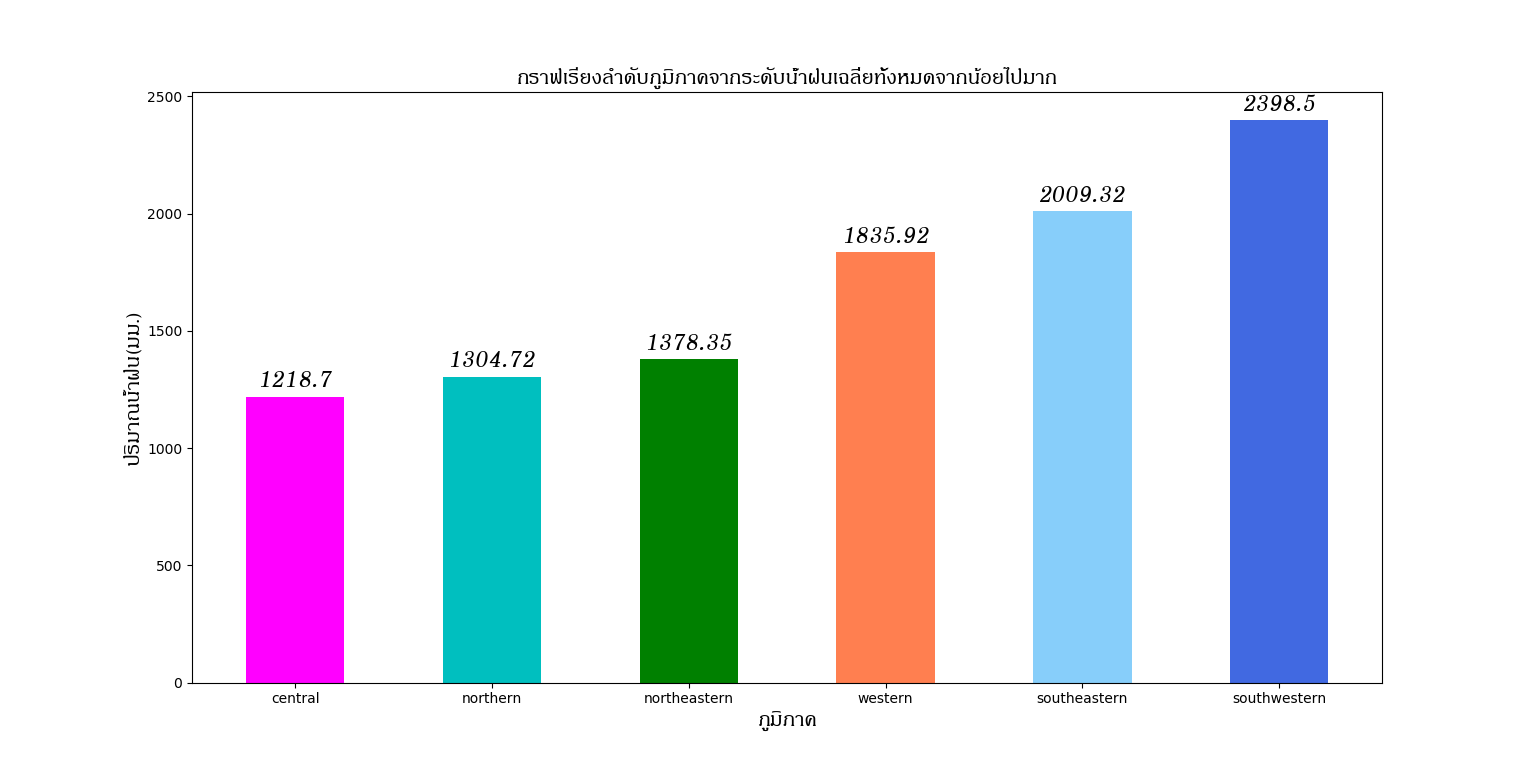 กราฟเรียงลำดับภูมิภาคจากระดับน้ำฝนเฉลี่ยทั้งหมดจากน้อยไปมาก
2500
2000
1500
1000
500
0
ปริมาณน้ำฝน(มม.)
1218.7
1304.72
1378.35
1835.92
2009.32
2398.5
central
northern
northeastern
western
southeastern
southwestern
ภูมิภาค